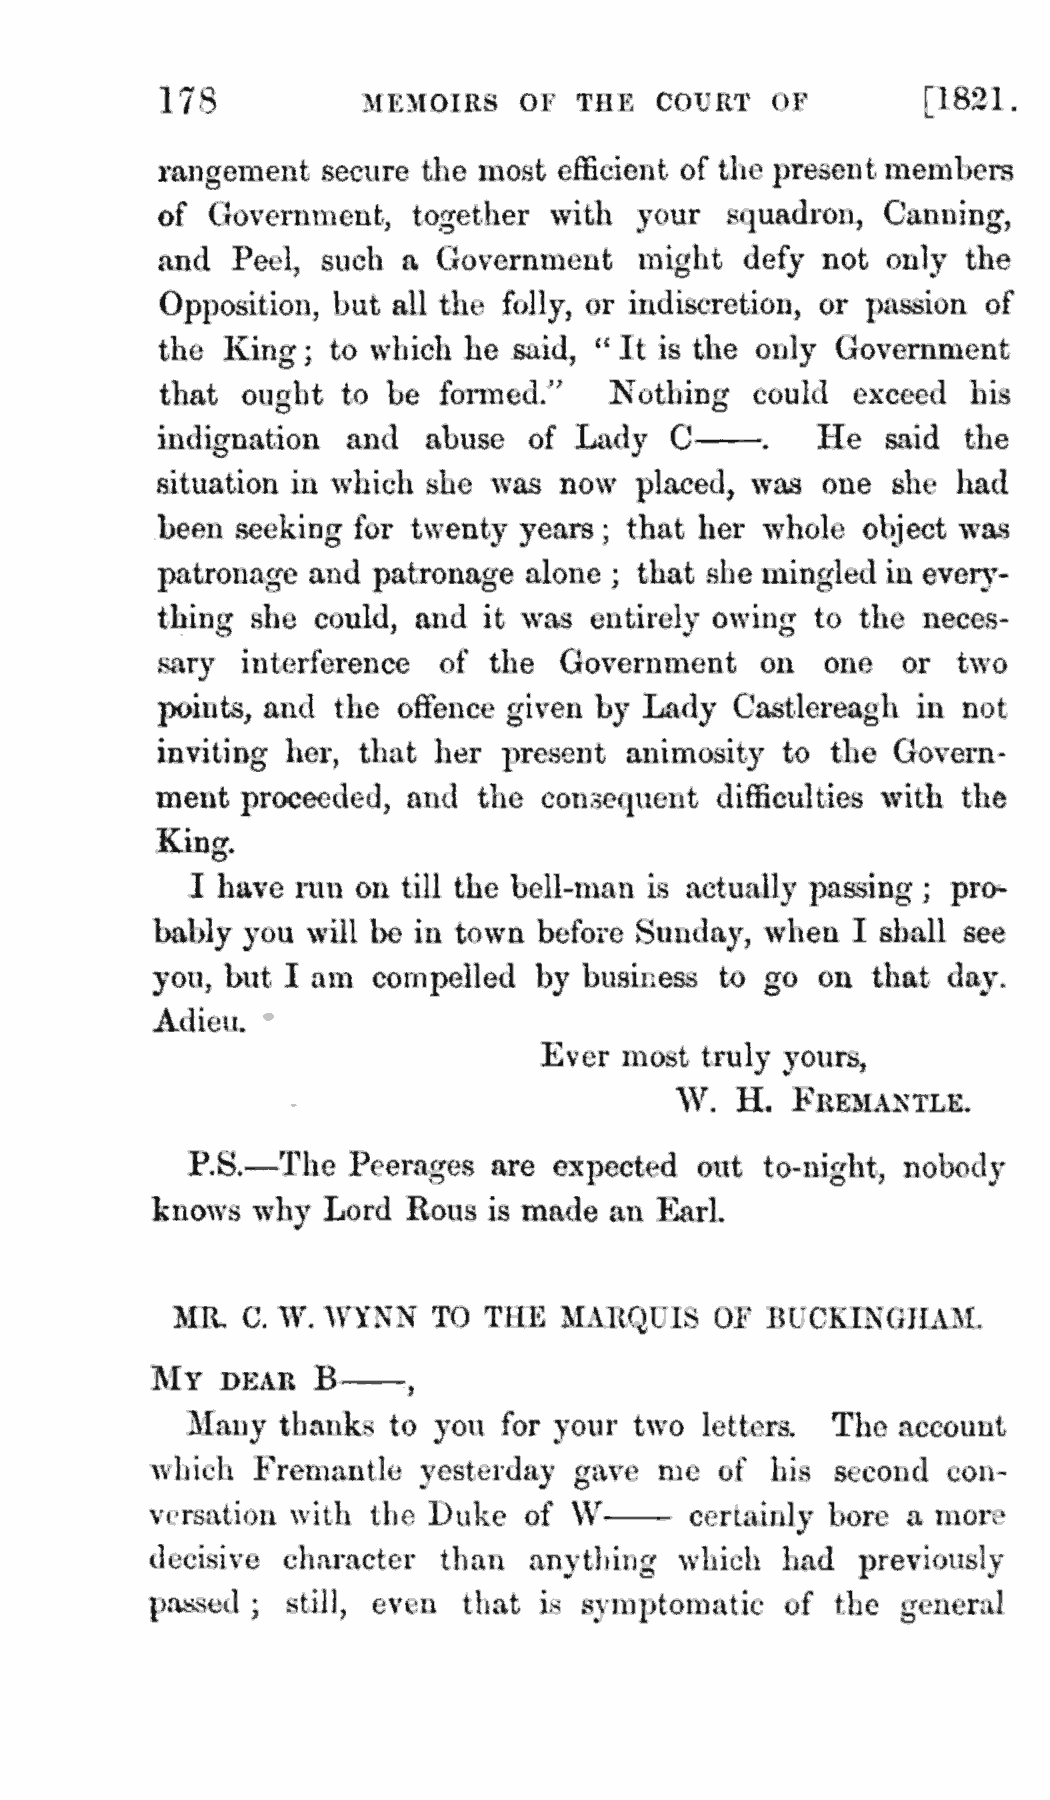 178 MEMOIRS OF THE COURT OF [1821.
rangement secure the most efficient of the present members
of Government, together with your squadron, Canning,
and Peel, such a Government might defy not only the
Opposition, but all the folly, or indiscretion, or passion of
the King; to which he said, “It is the only Government
that ought to be formed.” Nothing could exceed his
indignation and abuse of Lady C——. He said the
situation in which she was now placed, was one she had
been seeking for twenty years; that her whole object was
patronage and patronage alone; that she mingled in every-
thing she could, and it was entirely owing to the neces-
sary interference of the Government on one or two
points, and the offence given by Lady Castlereagh in not
inviting her, that her present animosity to the Govern-
ment proceeded, and the consequent difficulties with the
King.
I have run on till the bell-man is actually passing; pro-
bably you will be in town before Sunday, when I shall see
you, but I am compelled by business to go on that day.
Adieu.
Ever most truly yours,
W. H. FREMANTLE.
P.S.—The Peerages are expected out to-night, nobody
knows why Lord Rous is made an Earl.
MR. C. W. WYNN TO THE MARQUIS OF BUCKINGHAM.
MY DEAR B——,
Many thanks to you for your two letters. The account
which Fremantle yesterday gave me of his second con-
versation with the Duke of W—— certainly bore a more
decisive character than anything which had previously
passed; still, even that is symptomatic of the general